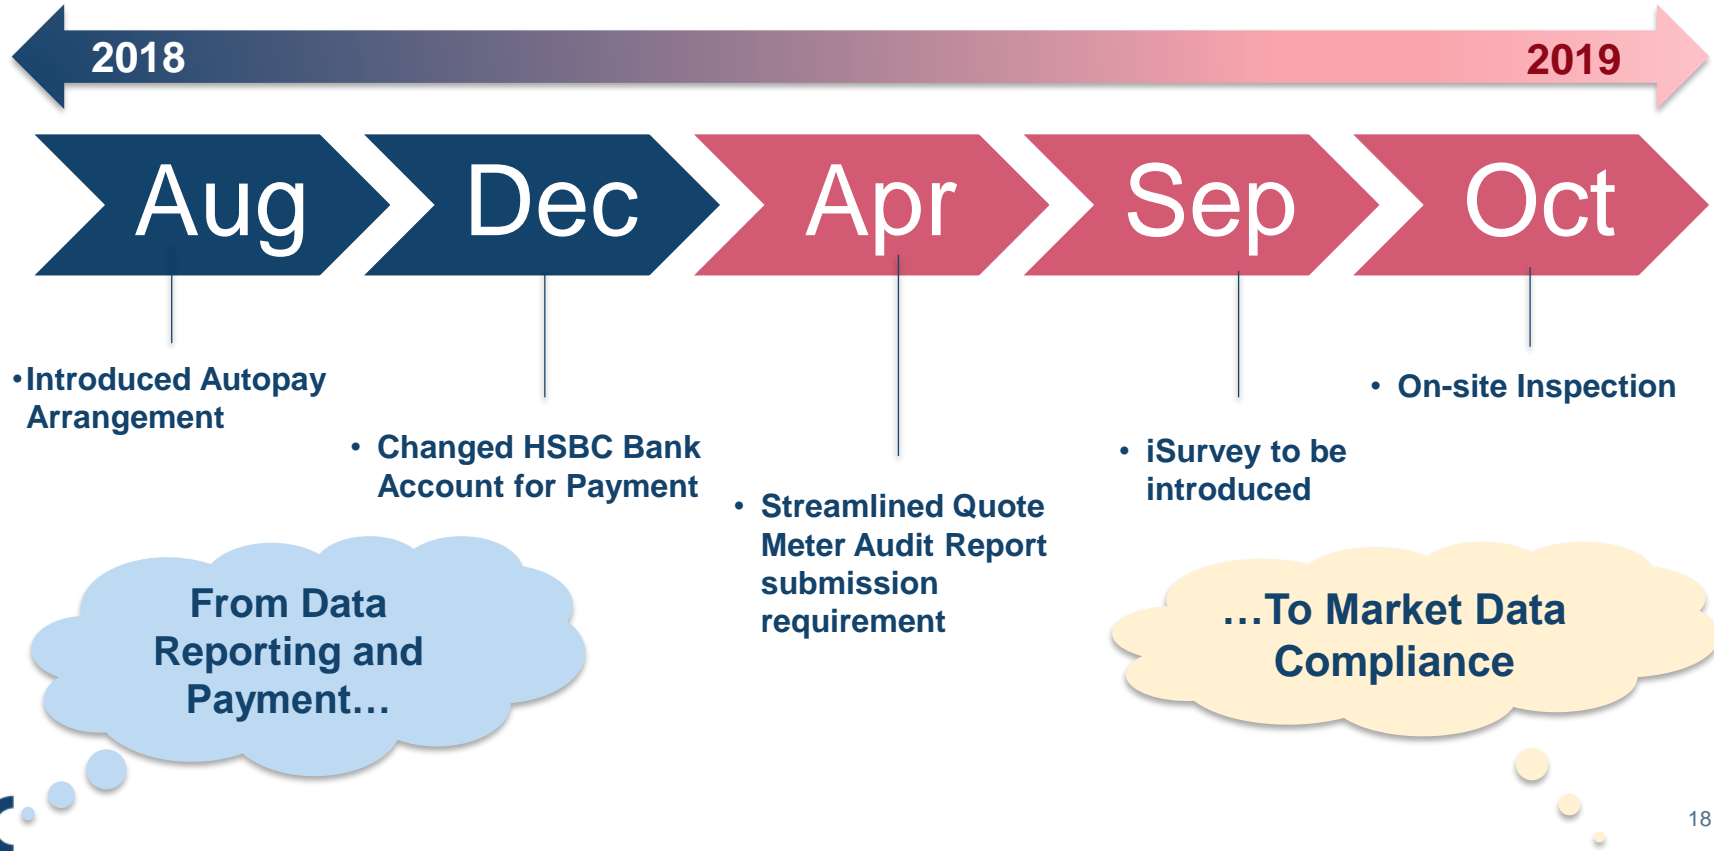 2018
2019
Aug
Dec
Apr
Sep
Oct
•Introduced Autopay
Arrangement
• Changed HSBC Bank
Account for Payment
• Streamlined Quote
Meter Audit Report
submission
requirement
• iSurvey to be
introduced
• On-site Inspection
From Data
Reporting and
Payment…
…To Market Data
Compliance
18